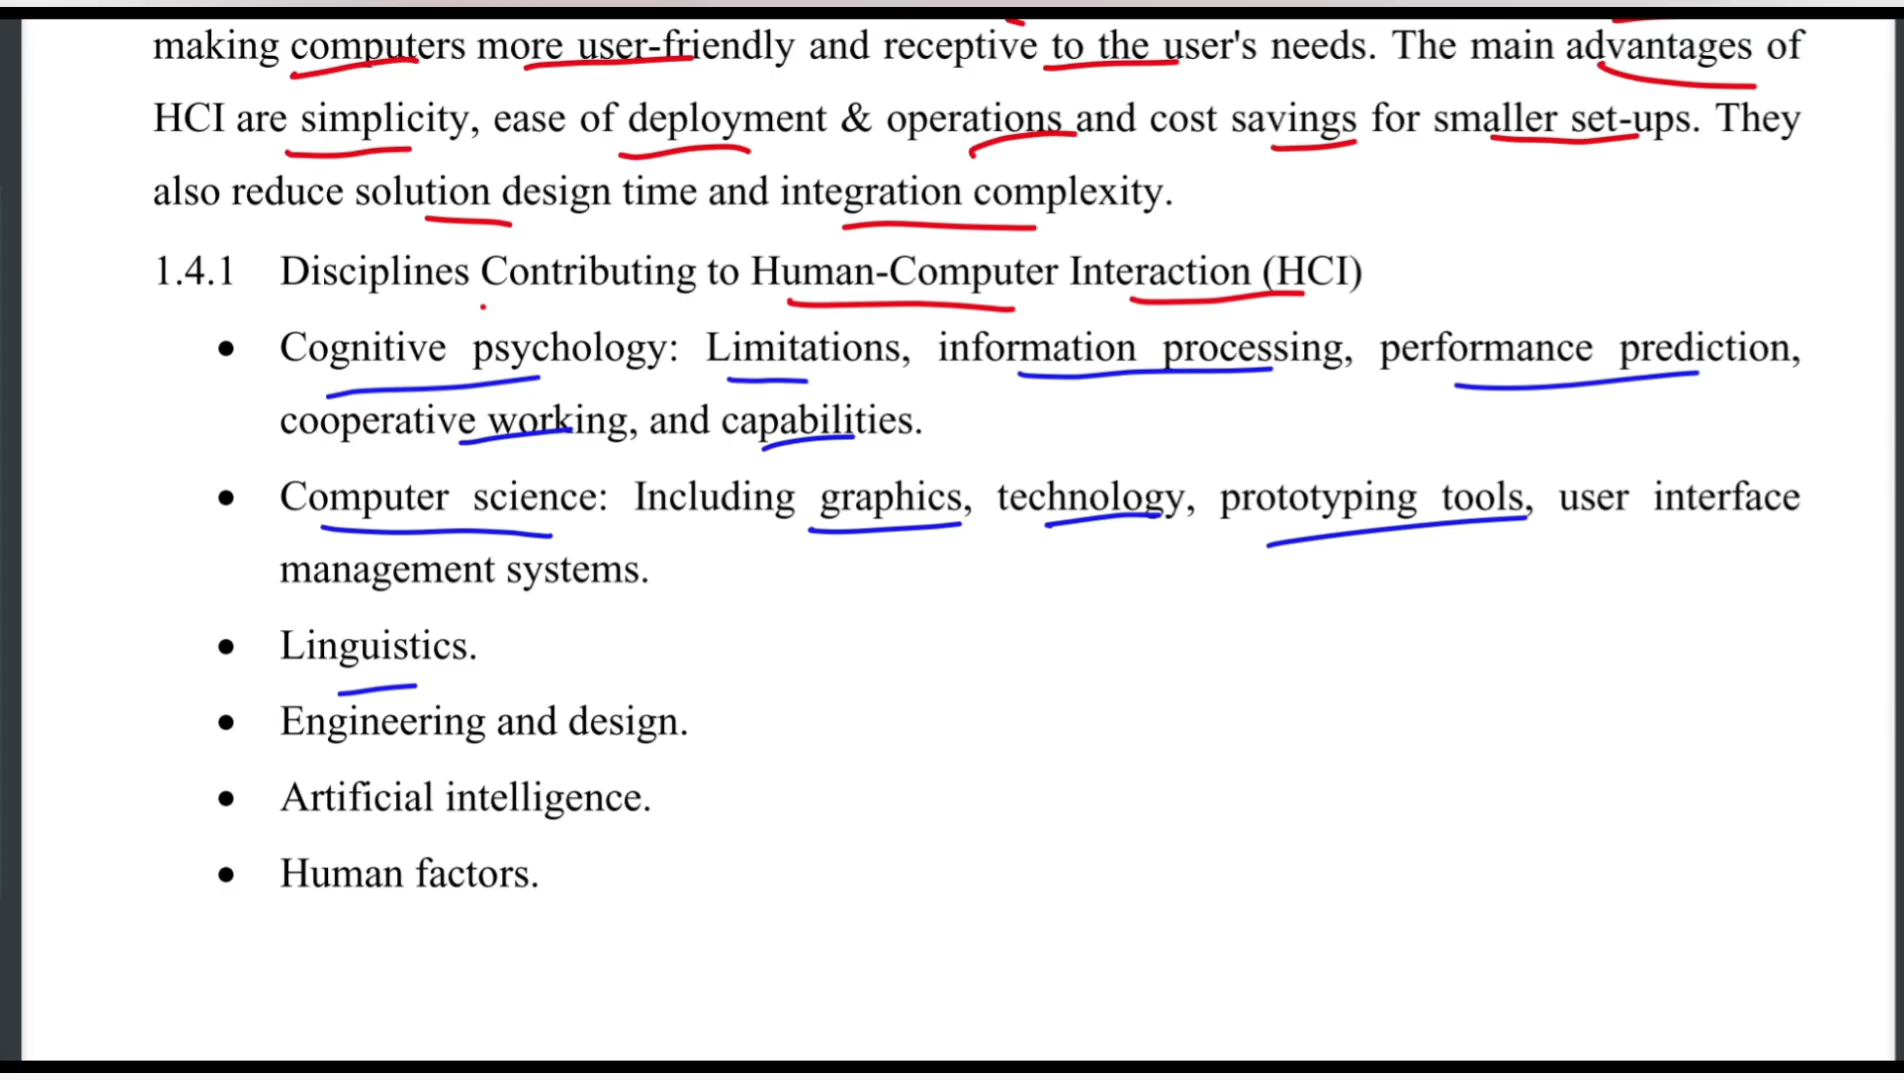 making computers more user-friendly and receptive to the user's needs. The main advantages of
HCI are simplicity, ease of deployment & operations and cost savings for smaller set-ups. They
also reduce solution design time and integration complexity.
1.4.1 Disciplines Contributing to Human-Computer Interaction (HCI)
• Cognitive psychology: Limitations, information processing, performance prediction,
cooperative working, and capabilities.
• Computer science: Including graphics, technology, prototyping tools, user interface
management systems.
• Linguistics.
• Engineering and design.
• Artificial intelligence.
• Human factors.